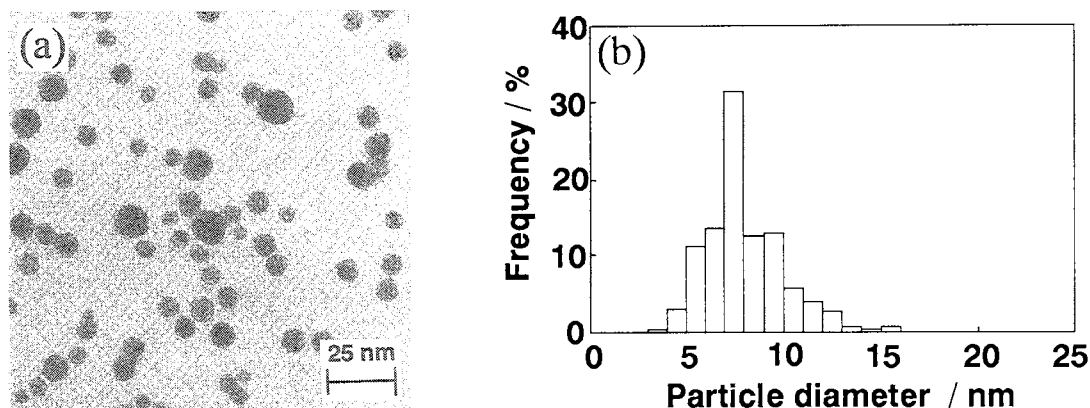 (a)
25 nm
(b)
Frequency / %
40
30
20
10
0
0 5 10 15 20 25
Particle diameter / nm